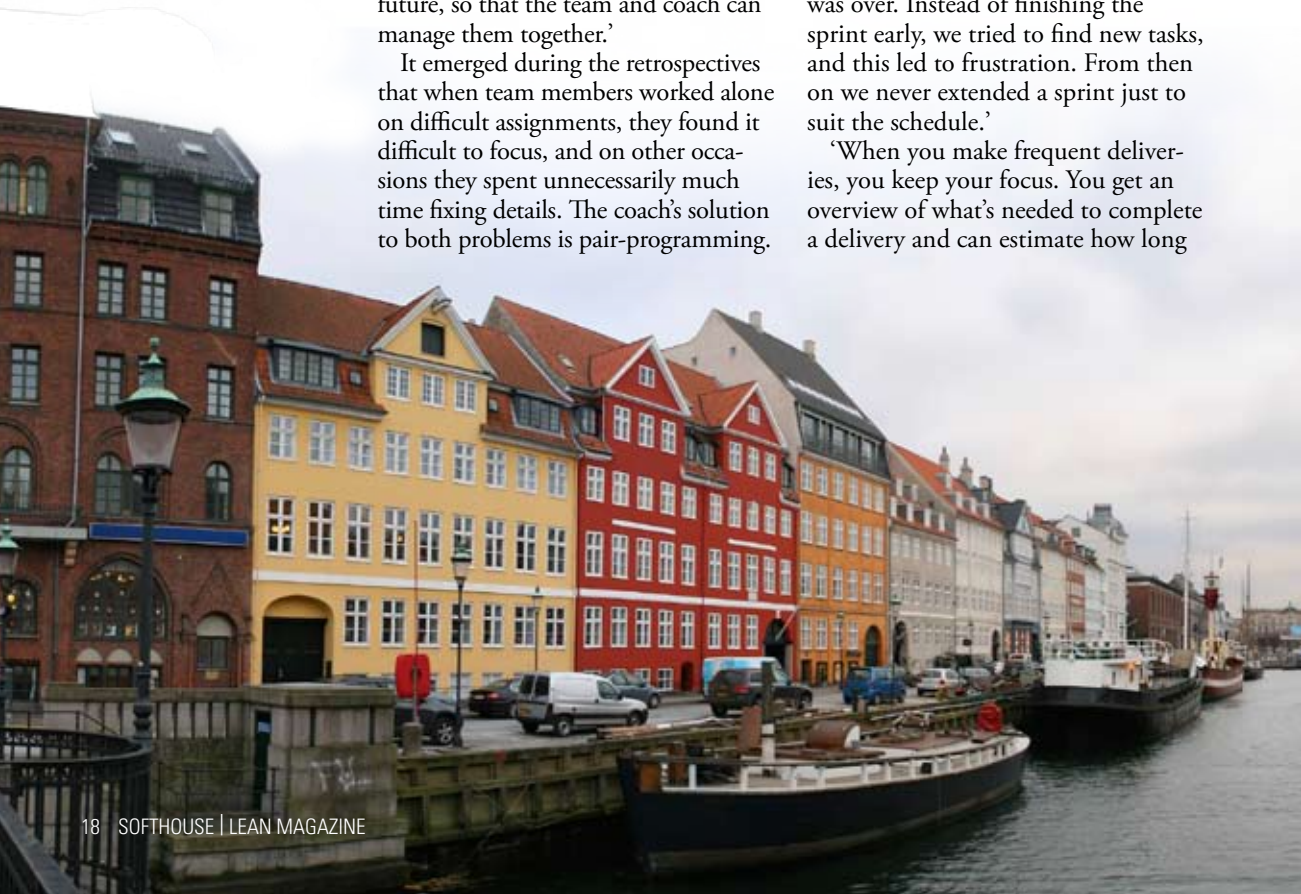 future, so that the team and coach can
manage them together.’
It emerged during the retrospectives
that when team members worked alone
on difficult assignments, they found it
difficult to focus, and on other occa-
sions they spent unnecessarily much
time fixing details. The coach’s solution
to both problems is pair-programming.
was over. Instead of finishing the
sprint early, we tried to find new tasks,
and this led to frustration. From then
on we never extended a sprint just to
suit the schedule.’
‘When you make frequent deliver-
ies, you keep your focus. You get an
overview of what’s needed to complete
a delivery and can estimate how long
18 SOFTHOUSE | LEAN MAGAZINE